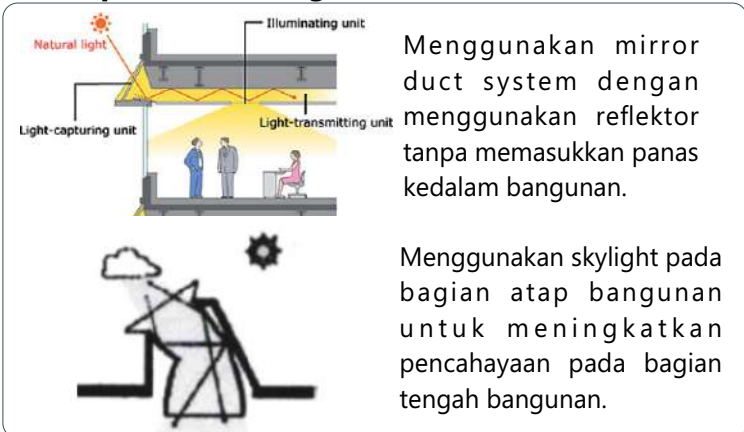 Illuminating unit
Natural light
Light-capturing unit
Light-transmitting unit
Menggunakan mirror
duct system dengan
menggunakan reflektor
tanpa memasukkan panas
kedalam bangunan.
Menggunakan skylight pada
bagian atap bangunan
untuk meningkatkan
pencahayaan pada bagian
tengah bangunan.